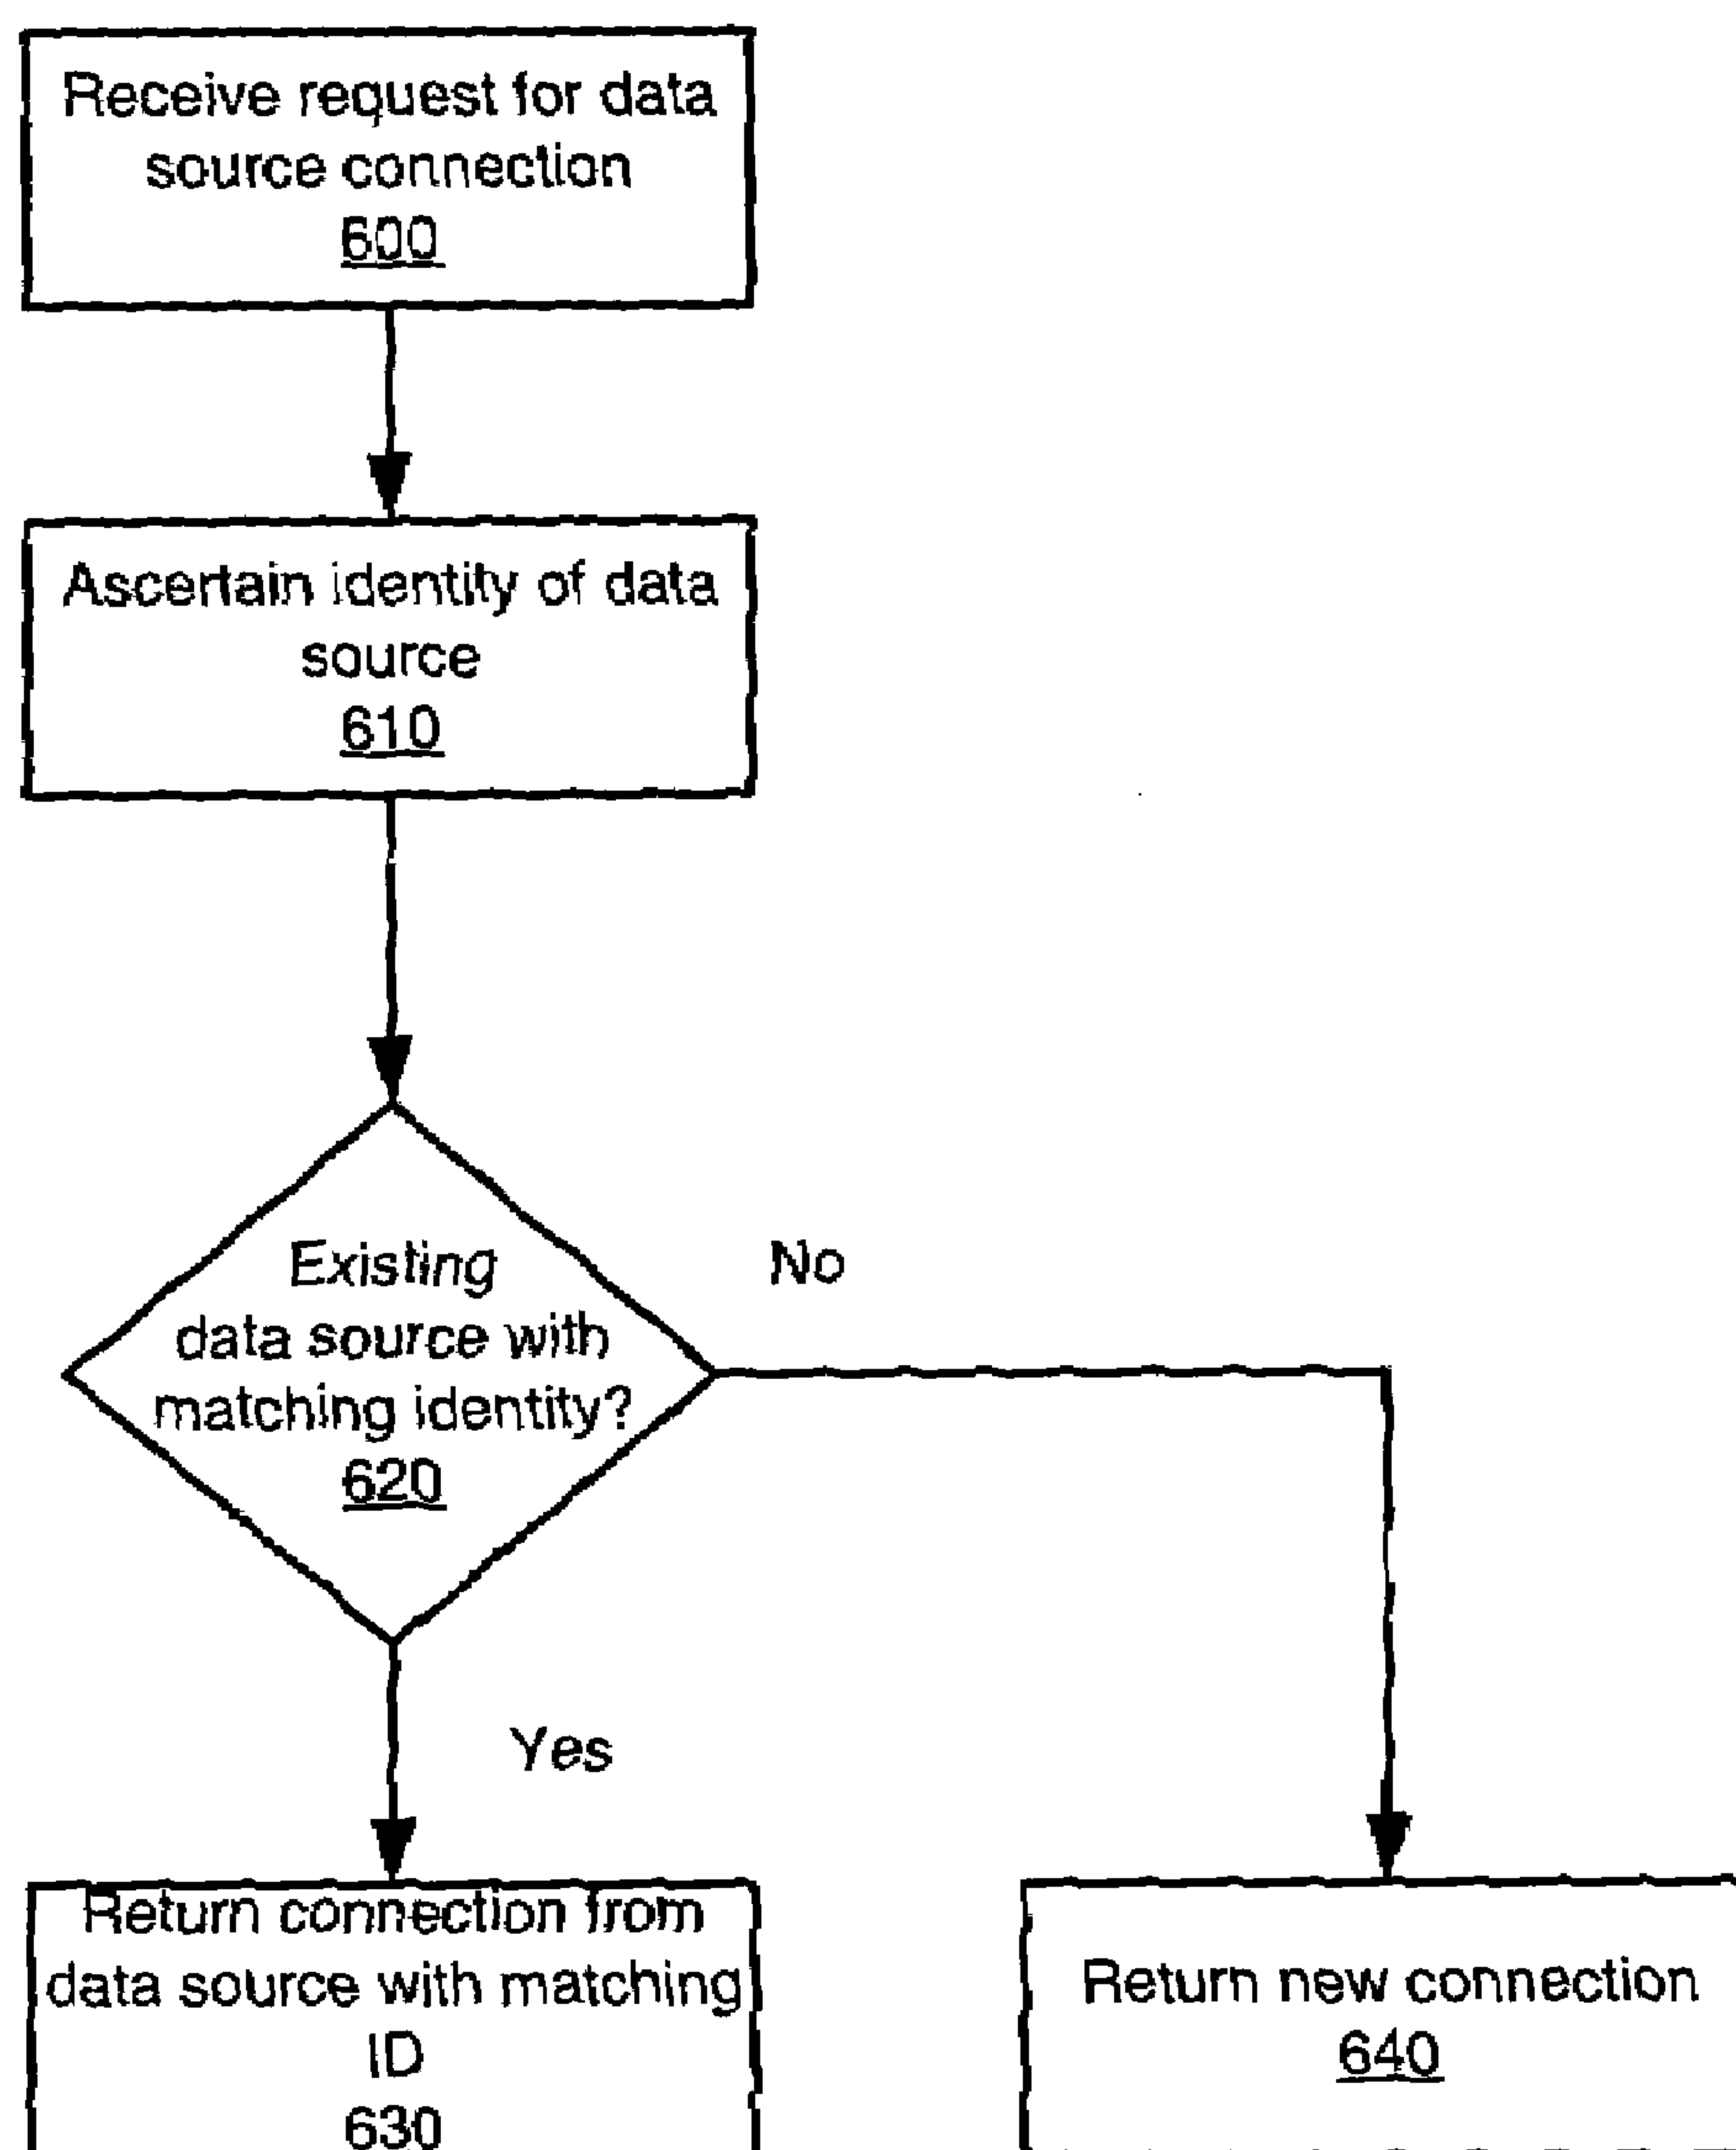 Receive request for data
source connection
600
Ascertain identity of data
source
610
Existing
data source with
matching identity?
620
No
Yes
Return connection from
data source with matching
ID
630
Return new connection
640